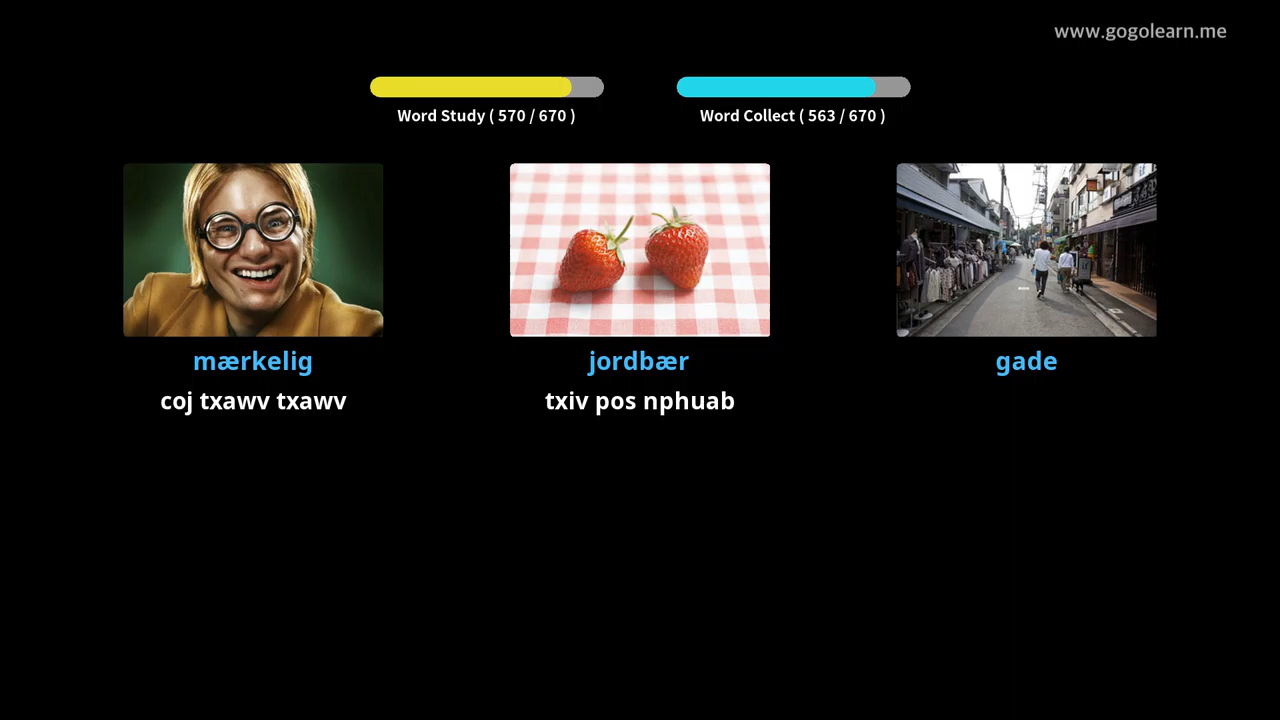 www.gogolearn.me
Word Study ( 570 / 670 )
Word Collect ( 563 / 670 )
mærkelig
jordbær
gade
coj txawv txawv
txiv pos nphuab